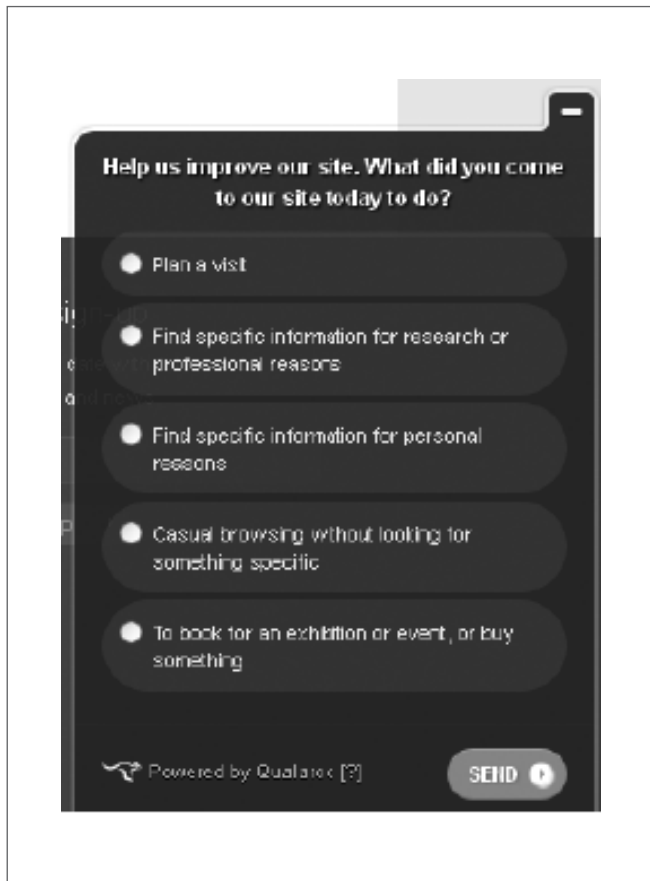 Help us improve our site. What did you come
to our site today to do?
Plan a visit
Find specific information for research or
professional reasons
Find specific information for personal
reasons
Casual browsing without looking for
something specific
To book for an exhibition or event, or buy
something
Powered by [?]
SEND